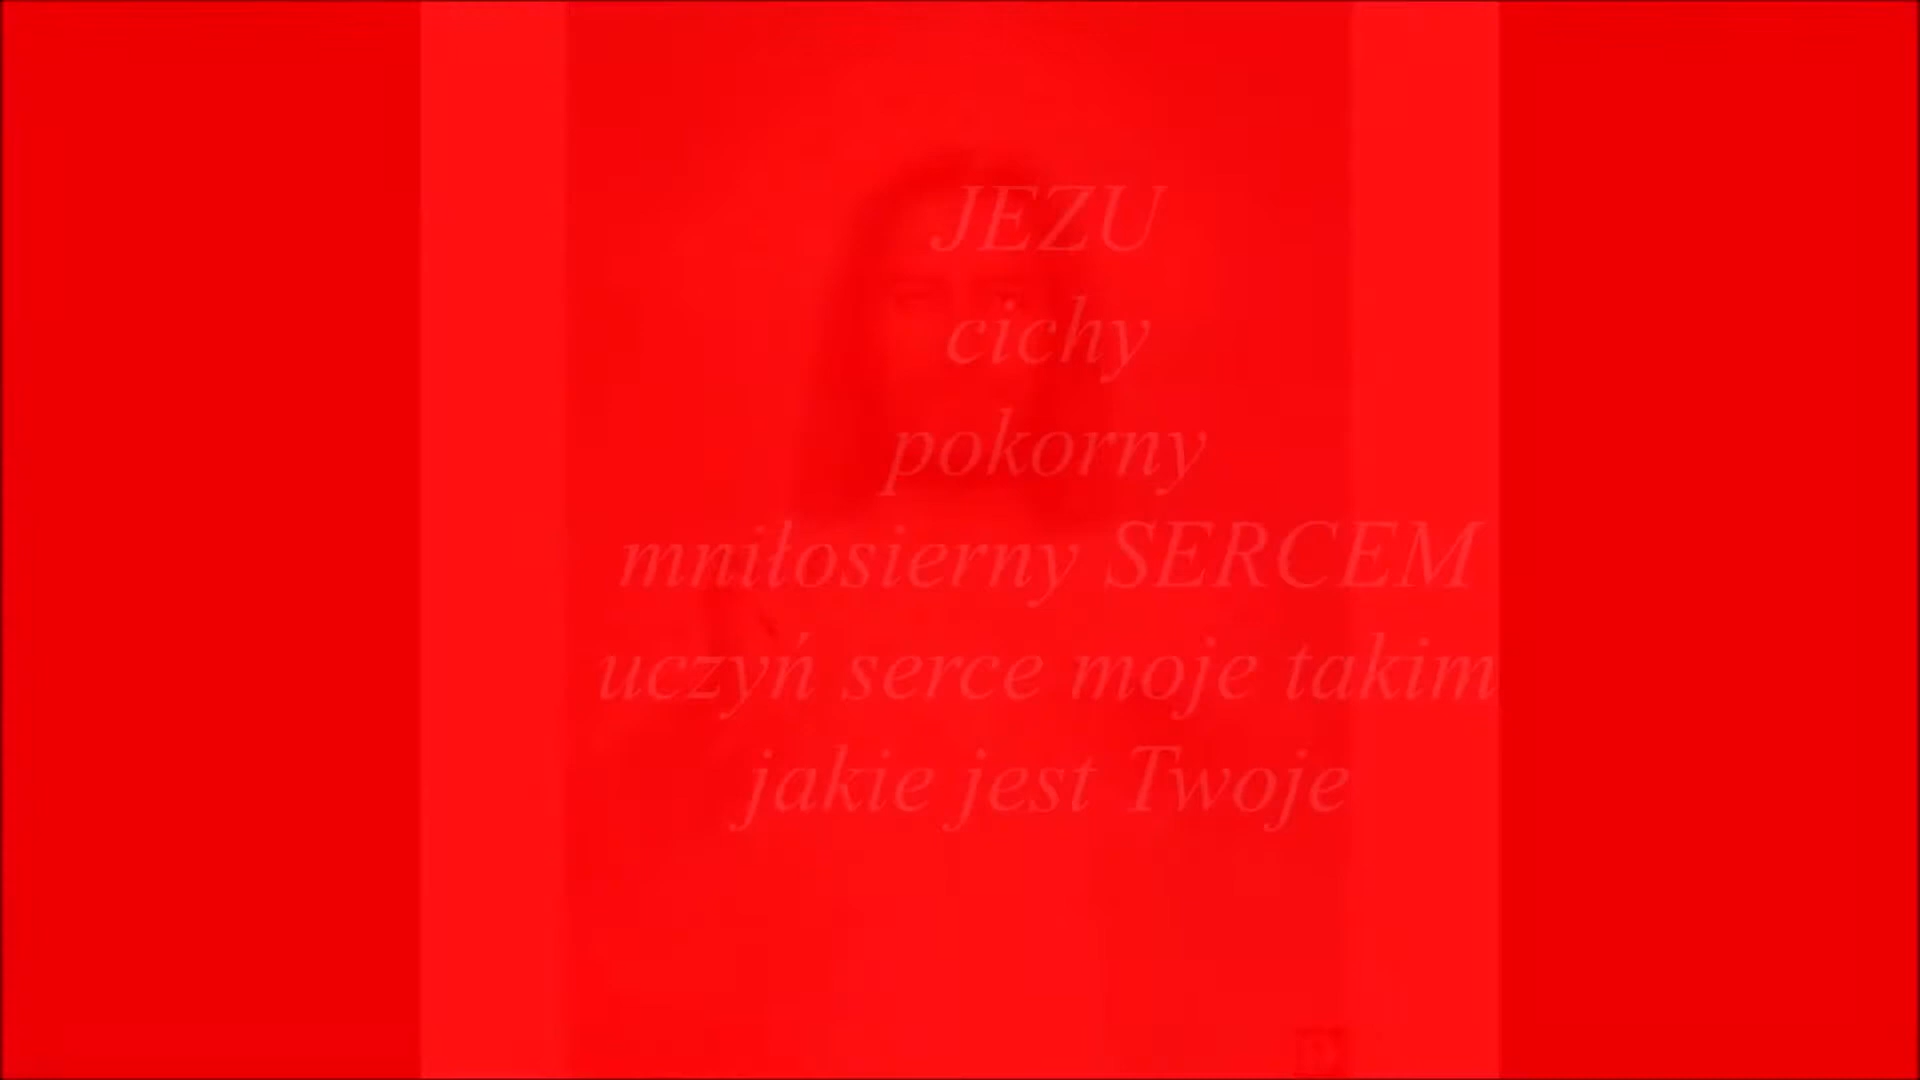 JEZU
cichy
pokorny
mniłosierny SERCEM
uczyń serce moje takim
jakie jest Twoje